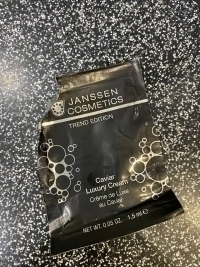 JANSSEN
COSMETICS
TREND EDITION
Caviar
Luxury Cream
Crème de Luxe
au Caviar
NET WT. 0.05 OZ. 1,5 ml ℮